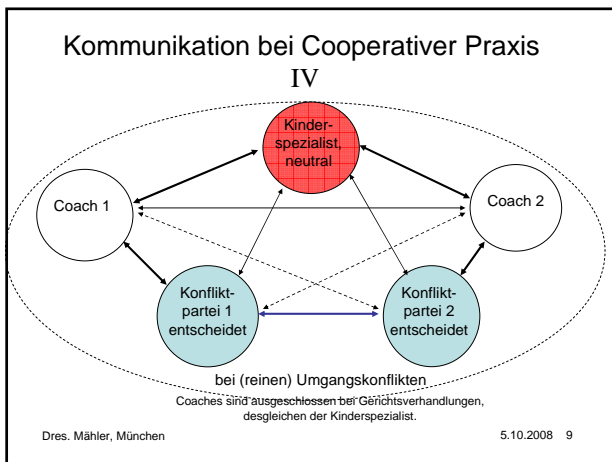 Kommunikation bei Cooperativer Praxis
IV
Kinder-
spezialist,
neutral
Coach 1
Coach 2
Konflikt-
partei 1
entscheidet
Konflikt-
partei 2
entscheidet
bei (reinen) Umgangskonflikten
Coaches sind ausgeschlossen bei Gerichtsverhandlungen,
desgleichen der Kinderspezialist.
Dres. Mähler, München
5.10.2008 9